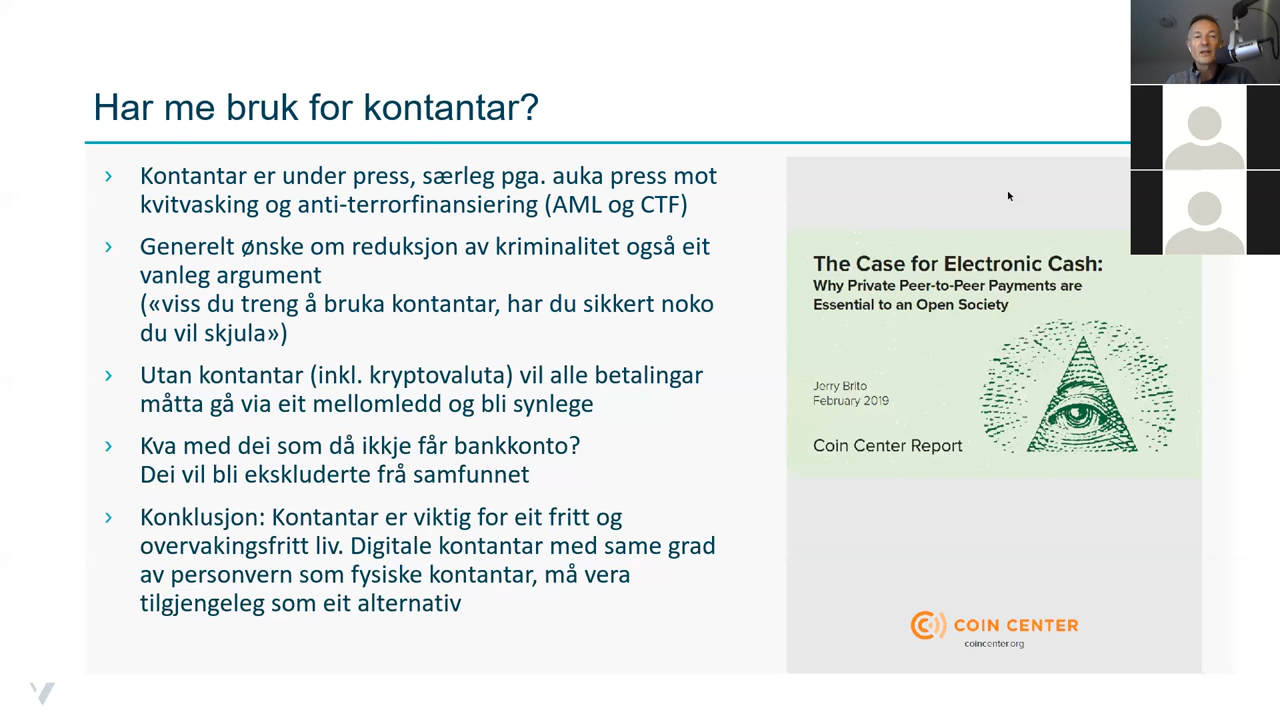 Har me bruk for kontantar?
Kontantar er under press, særleg pga. auka press mot
kvitvasking og anti-terrorfinansiering (AML og CTF)
Generelt ønske om reduksjon av kriminalitet også eit
vanleg argument
(«viss du treng å bruka kontantar, har du sikkert noko
du vil skjula»)
Utan kontantar (inkl. kryptovaluta) vil alle betalingar
måtta gå via eit mellomledd og bli synlege
Kva med dei som då ikkje får bankkonto?
Dei vil bli ekskluderte frå samfunnet
Konklusjon: Kontantar er viktig for eit fritt og
overvakingsfritt liv. Digitale kontantar med same grad
av personvern som fysiske kontantar, må vera
tilgjengeleg som eit alternativ
The Case for Electronic Cash:
Why Private Peer-to-Peer Payments are
Essential to an Open Society
Jerry Brito
February 2019
Coin Center Report
COIN CENTER
coincenter.org